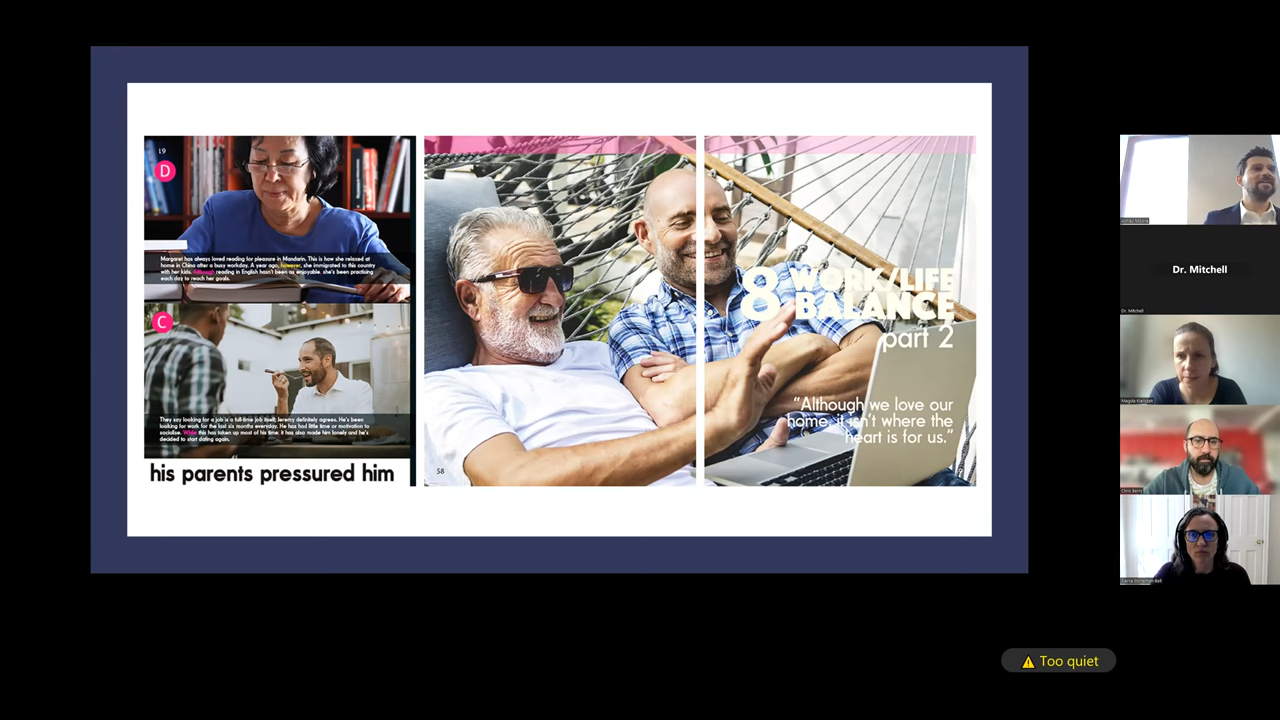 19
D
Margaret has always loved reading for pleasure in Mandarin. This is how she relaxed at
home in China after a busy workday. A year ago, however, she immigrated to this country
with her kids. Although reading in English hasn't been as enjoyable, she's been practising
each day to reach her goals.
C
They say looking for a job is a full-time job itself; Jeremy definitely agrees. He's been
looking for work for the last six months everyday. He has had little time or motivation to
socialise. While this has taken up most of his time, it has also made him lonely and he's
decided to start dating again.
his parents pressured him
58
8 WORK/LIFE
BALANCE
part 2
"Although we love our
home, it isn't where the
heart is for us."
Dr. Mitchell
Dr. Mitchell
Chris Berry
Too quiet